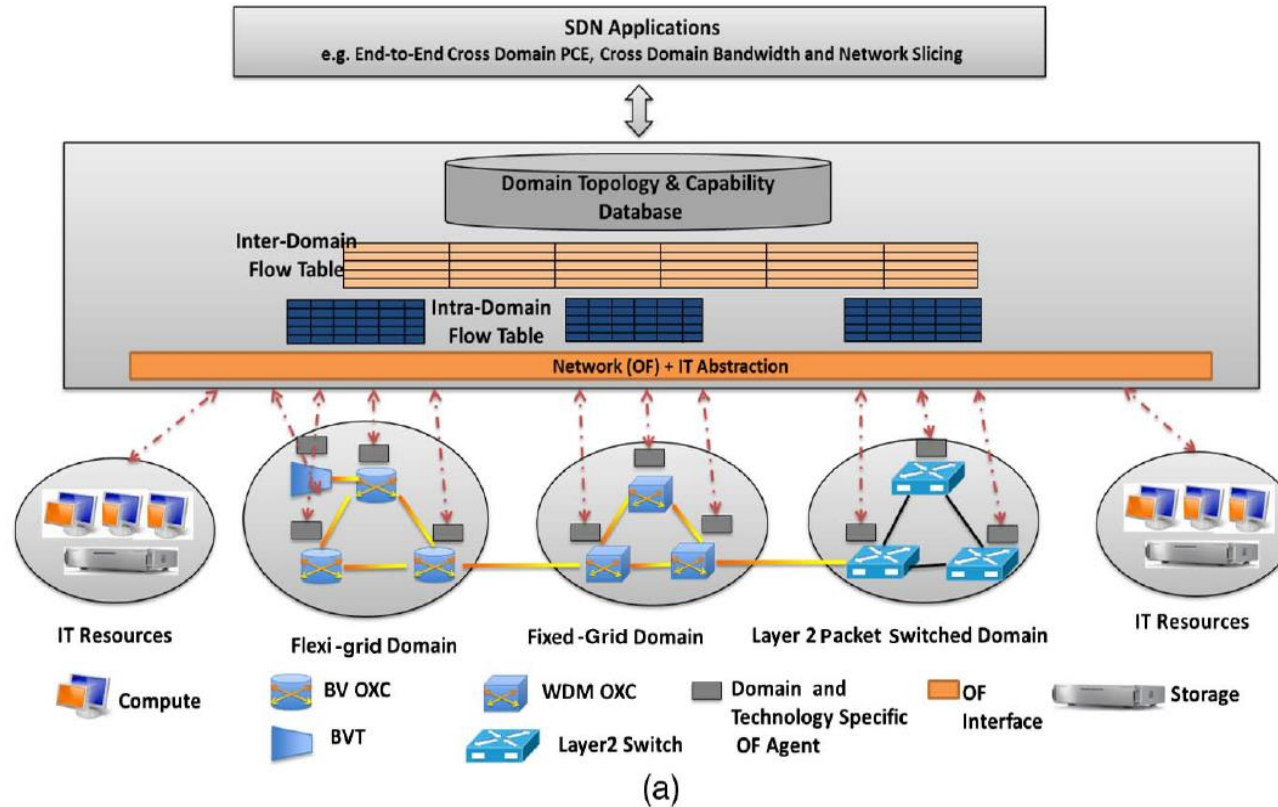 SDN Applications
e.g. End-to-End Cross Domain PCE, Cross Domain Bandwidth and Network Slicing
Domain Topology & Capability
Database
Inter-Domain
Flow Table
Intra-Domain
Flow Table
Network (OF) + IT Abstraction
IT Resources
Flexi-grid Domain
Fixed-Grid Domain
Layer 2 Packet Switched Domain
IT Resources
Compute
BV OXC
WDM OXC
Domain and
Technology Specific
OF Agent
OF
Interface
Storage
BVT
Layer2 Switch
(a)